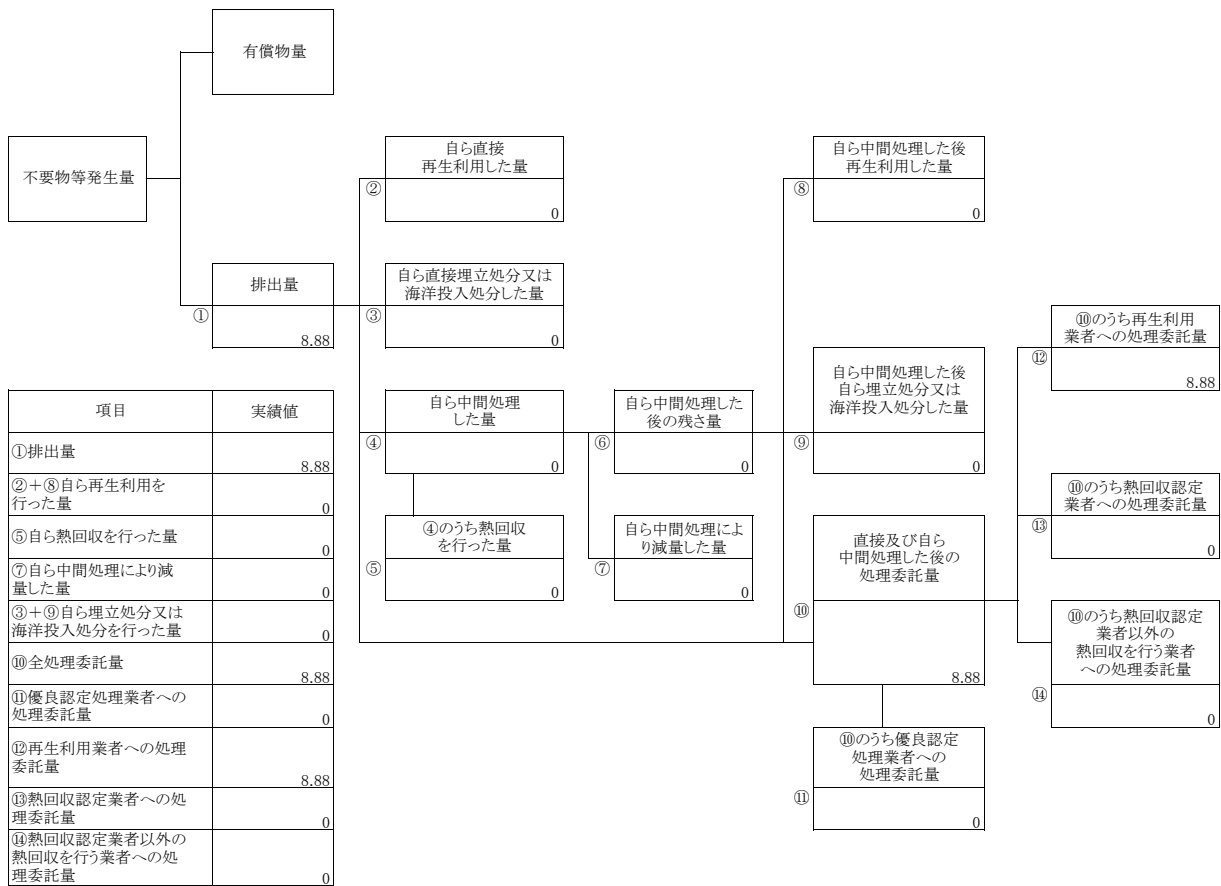 有償物量
不要物等発生量
排出量
①
8.88
自ら直接
再生利用した量
②
0
自ら直接埋立処分又は
海洋投入処分した量
③
0
自ら中間処理
した量
④
0
④のうち熱回収
を行った量
⑤
0
自ら中間処理した
後の残さ量
⑥
0
自ら中間処理によ
り減量した量
⑦
0
自ら中間処理した後
再生利用した量
⑧
0
自ら中間処理した後
自ら埋立処分又は
海洋投入処分した量
⑨
0
直接及び自ら
中間処理した後の
処理委託量
⑩
8.88
⑩のうち優良認定
処理業者への
処理委託量
⑪
0
⑩のうち再生利用
業者への処理委託量
⑫
8.88
⑩のうち熱回収認定
業者への処理委託量
⑬
0
⑩のうち熱回収認定
業者以外の
熱回収を行う業者
への処理委託量
⑭
0
項目 実績値
①排出量
8.88
②+⑧自ら再生利用を
行った量
0
⑤自ら熱回収を行った量
0
⑦自ら中間処理により減
量した量
0
③+⑨自ら埋立処分又は
海洋投入処分を行った量
0
⑩全処理委託量
8.88
⑪優良認定処理業者への
処理委託量
0
⑫再生利用業者への処理
委託量
8.88
⑬熱回収認定業者への処
理委託量
0
⑭熱回収認定業者以外の
熱回収を行う業者への処
理委託量
0